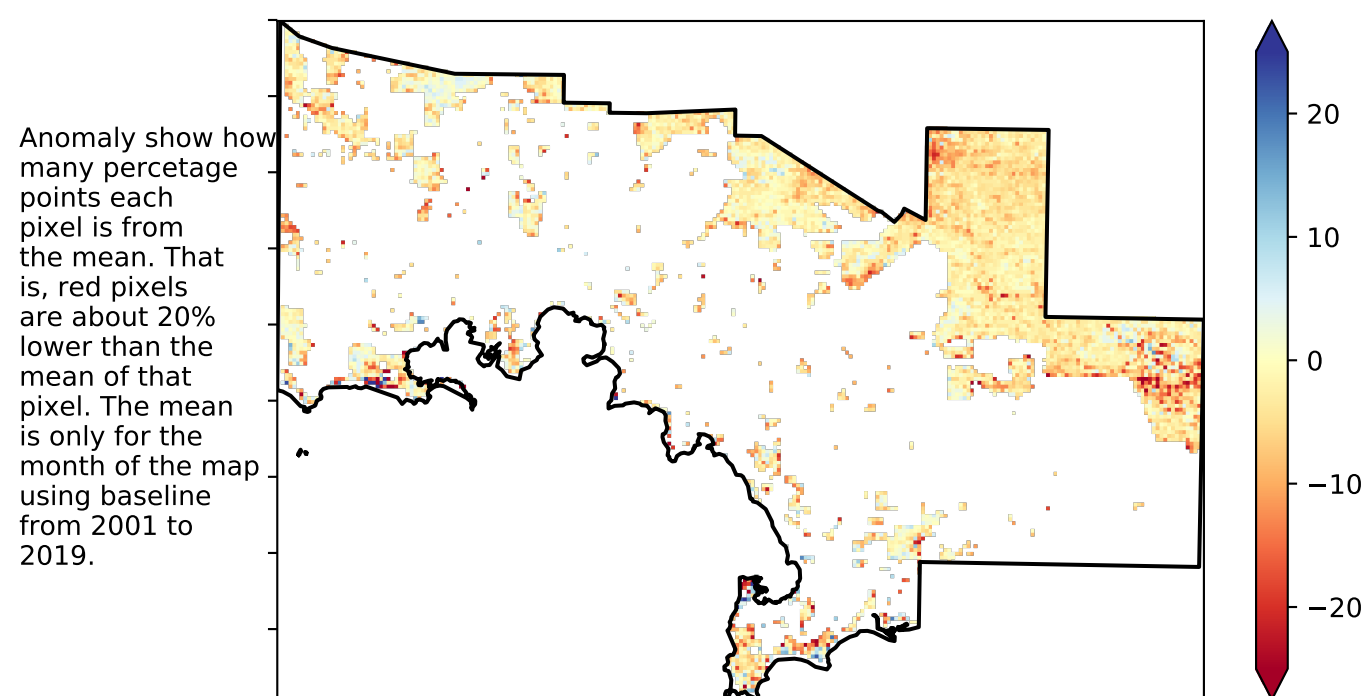 Anomaly show how
many percetage
points each
pixel is from
the mean. That
is, red pixels
are about 20%
lower than the
mean of that
pixel. The mean
is only for the
month of the map
using baseline
from 2001 to
2019.
20
10
0
−10
−20